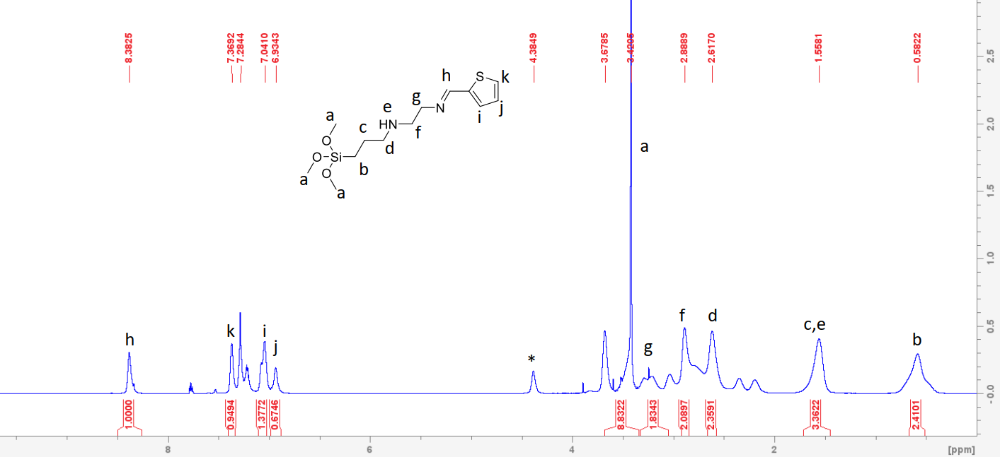 8.3825
7.3692
7.2844
7.0410
6.9343
4.3849
3.6785
3.4205
2.8889
2.6170
1.5581
0.5822
2.5
2.0
1.5
1.0
0.5
- 0.0
h
S
k
g
e
N
i
j
a
c
HN
f
O
d
O
Si
a
O
b
a
a
h
k
i
j
*
g
f
d
c,e
b
1.0000
0.9494
1.3772
0.6746
8.8322
1.8343
2.0897
2.3591
3.3622
2.4101
8
6
4
2
[ppm]